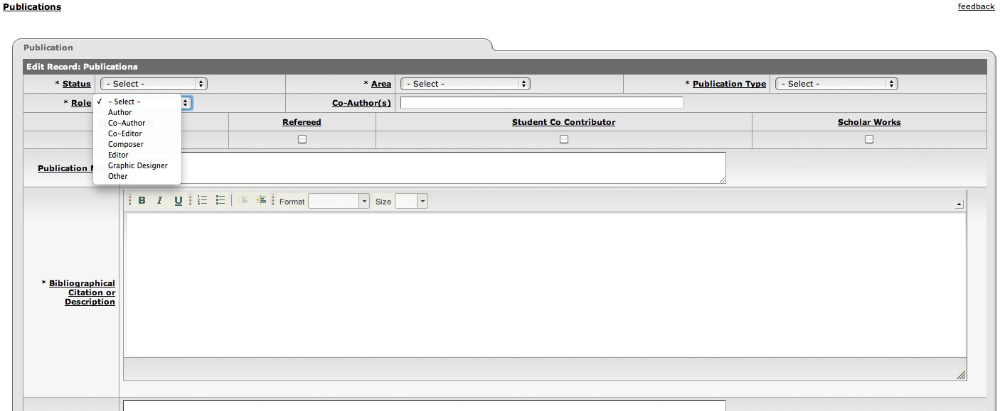 Publications
feedback
Publication
Edit Record: Publications
* Status - Select - * Area - Select - * Publication Type - Select -
* Role Co-Author(s)
✓ - Select -
Author
Co-Author
Co-Editor
Composer
Editor
Graphic Designer
Other
Refereed Student Co Contributor Scholar Works
Publication
B I U Format Size
* Bibliographical
Citation or
Description